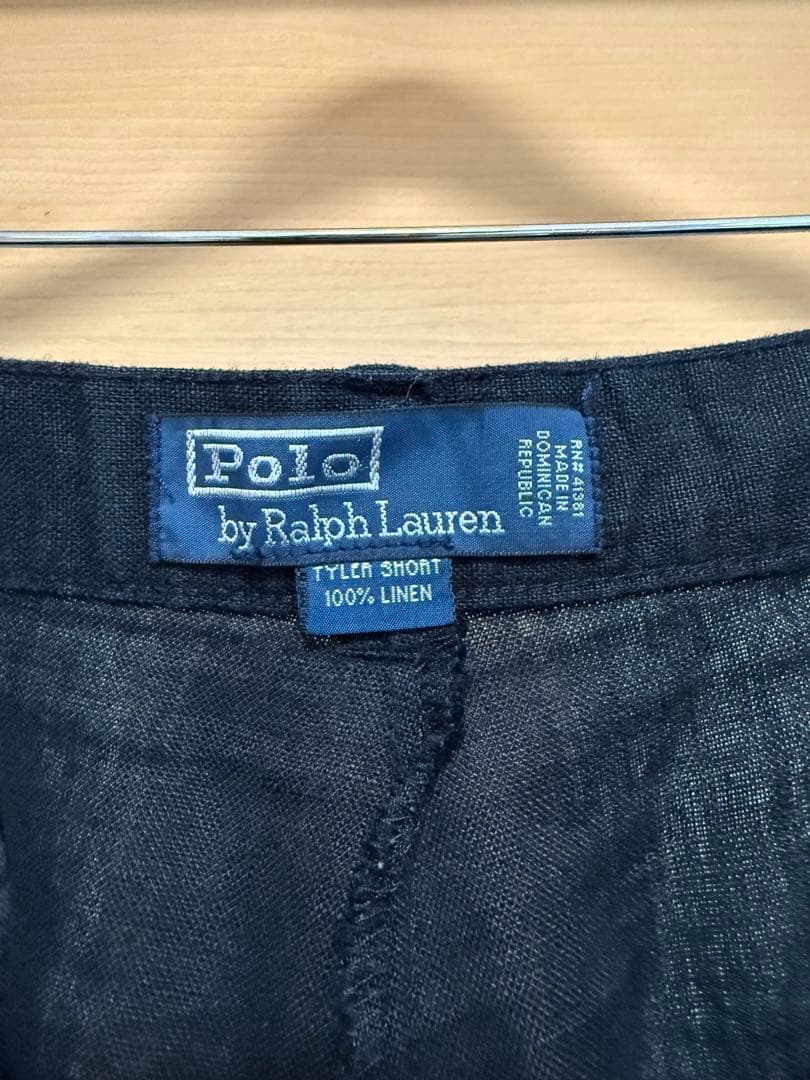 Polo
by Ralph Lauren
RN# 41381
MADE IN
DOMINICAN
REPUBLIC
TYLER SHORT
100% LINEN